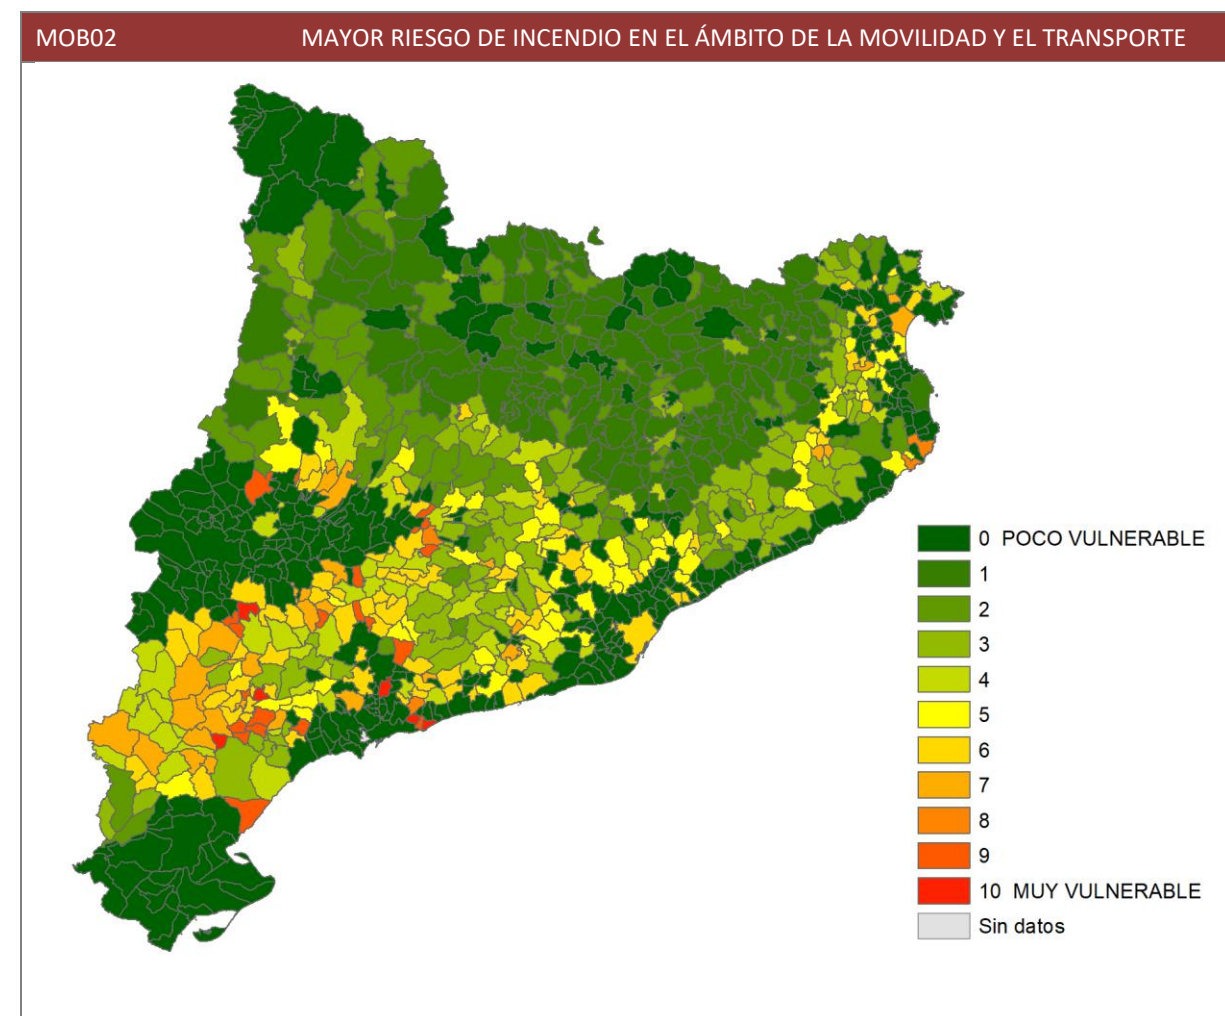 MOB02 MAYOR RIESGO DE INCENDIO EN EL ÁMBITO DE LA MOVILIDAD Y EL TRANSPORTE
0 POCO VULNERABLE
1
2
3
4
5
6
7
8
9
10 MUY VULNERABLE
Sin datos